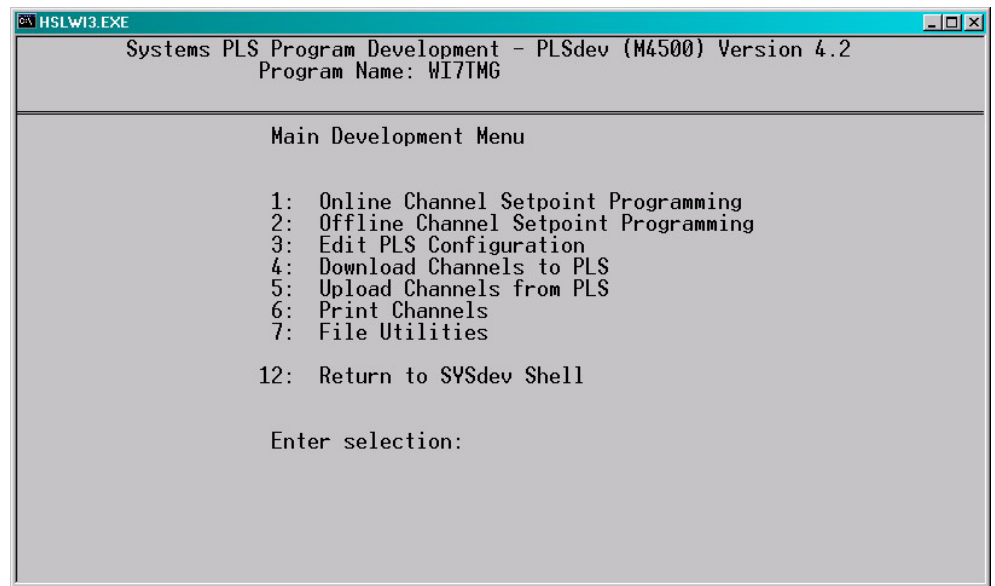 HSLWI3.EXE
Systems PLS Program Development - PLSdev (M4500) Version 4.2
Program Name: WI7TMG
Main Development Menu
1: Online Channel Setpoint Programming
2: Offline Channel Setpoint Programming
3: Edit PLS Configuration
4: Download Channels to PLS
5: Upload Channels from PLS
6: Print Channels
7: File Utilities
12: Return to SYSdev Shell
Enter selection: